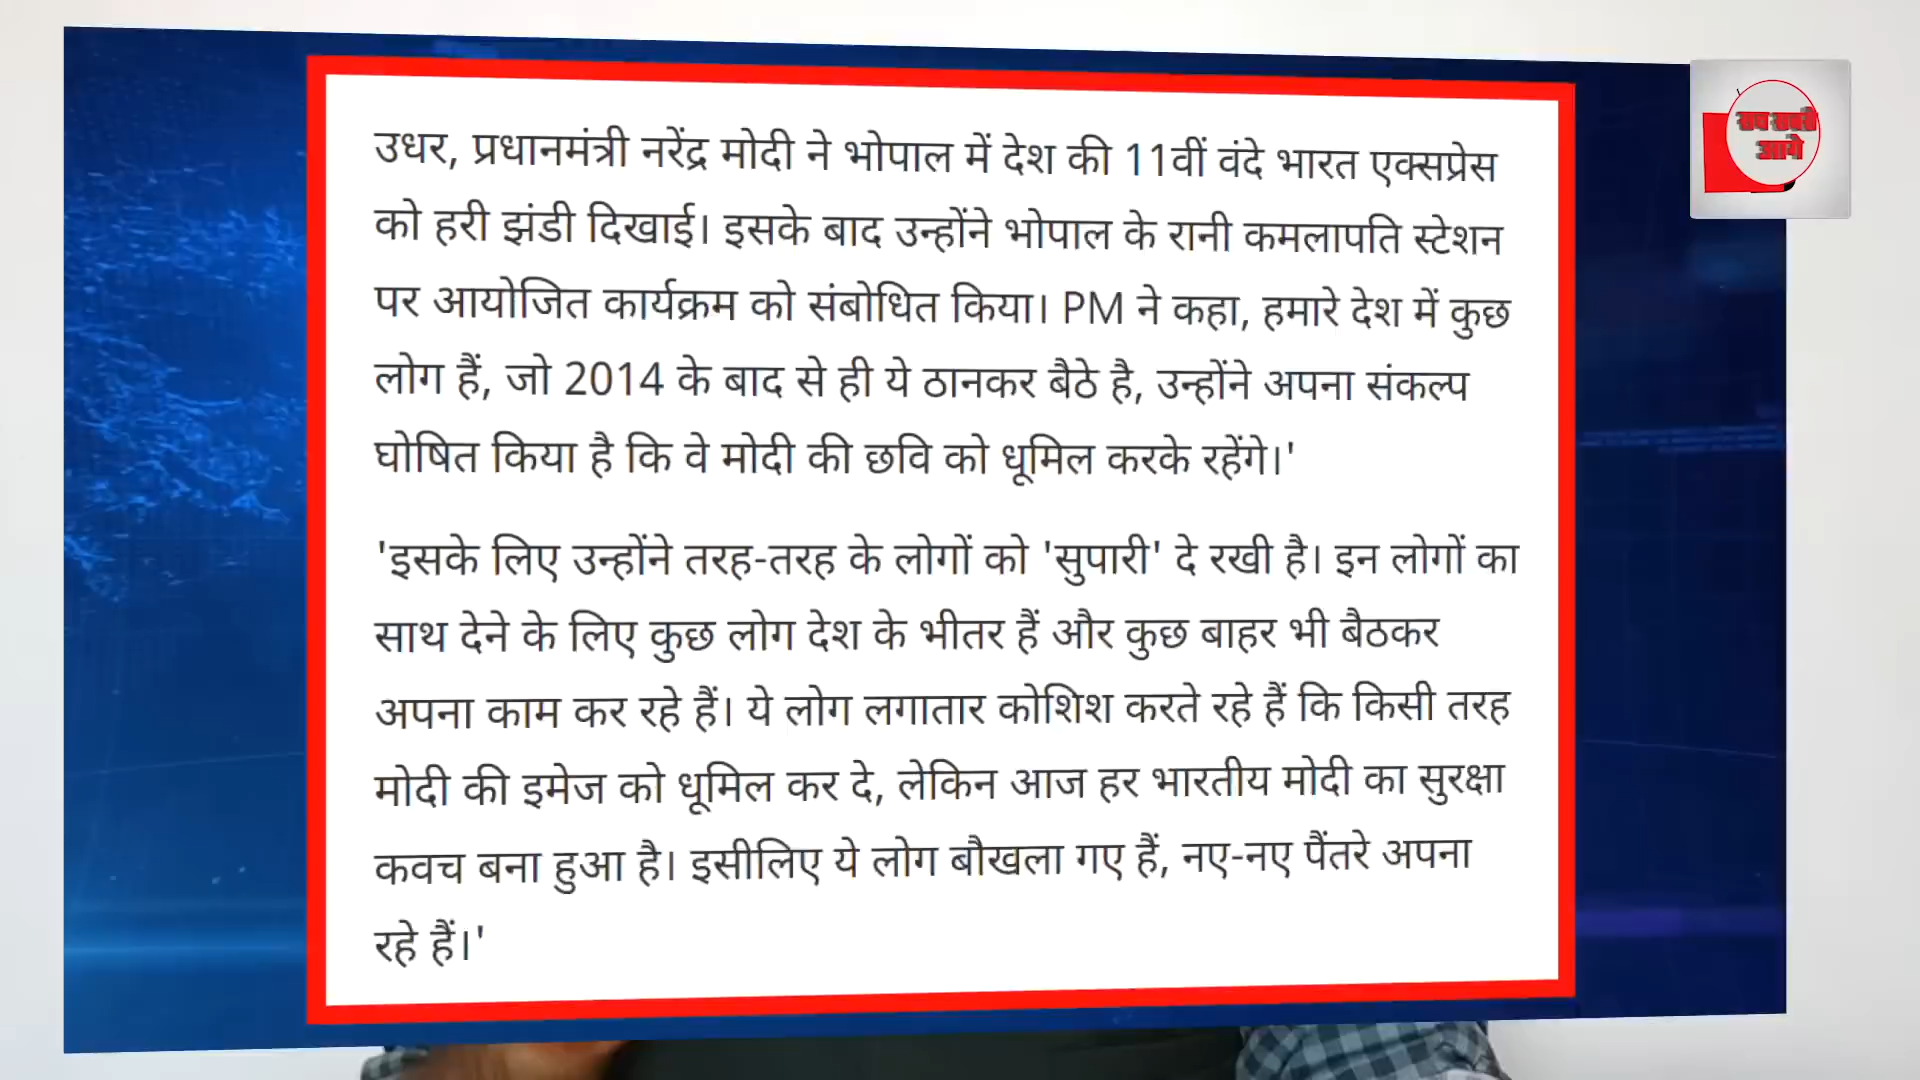 उधर, प्रधानमंत्री नरेंद्र मोदी ने भोपाल में देश की 11वीं वंदे भारत एक्सप्रेस
को हरी झंडी दिखाई। इसके बाद उन्होंने भोपाल के रानी कमलापति स्टेशन
पर आयोजित कार्यक्रम को संबोधित किया। PM ने कहा, हमारे देश में कुछ
लोग हैं, जो 2014 के बाद से ही ये ठानकर बैठे है, उन्होंने अपना संकल्प
घोषित किया है कि वे मोदी की छवि को धूमिल करके रहेंगे।'
'इसके लिए उन्होंने तरह-तरह के लोगों को 'सुपारी' दे रखी है। इन लोगों का
साथ देने के लिए कुछ लोग देश के भीतर हैं और कुछ बाहर भी बैठकर
अपना काम कर रहे हैं। ये लोग लगातार कोशिश करते रहे हैं कि किसी तरह
मोदी की इमेज को धूमिल कर दे, लेकिन आज हर भारतीय मोदी का सुरक्षा
कवच बना हुआ है। इसीलिए ये लोग बौखला गए हैं, नए-नए पैंतरे अपना
रहे हैं।'
आगे